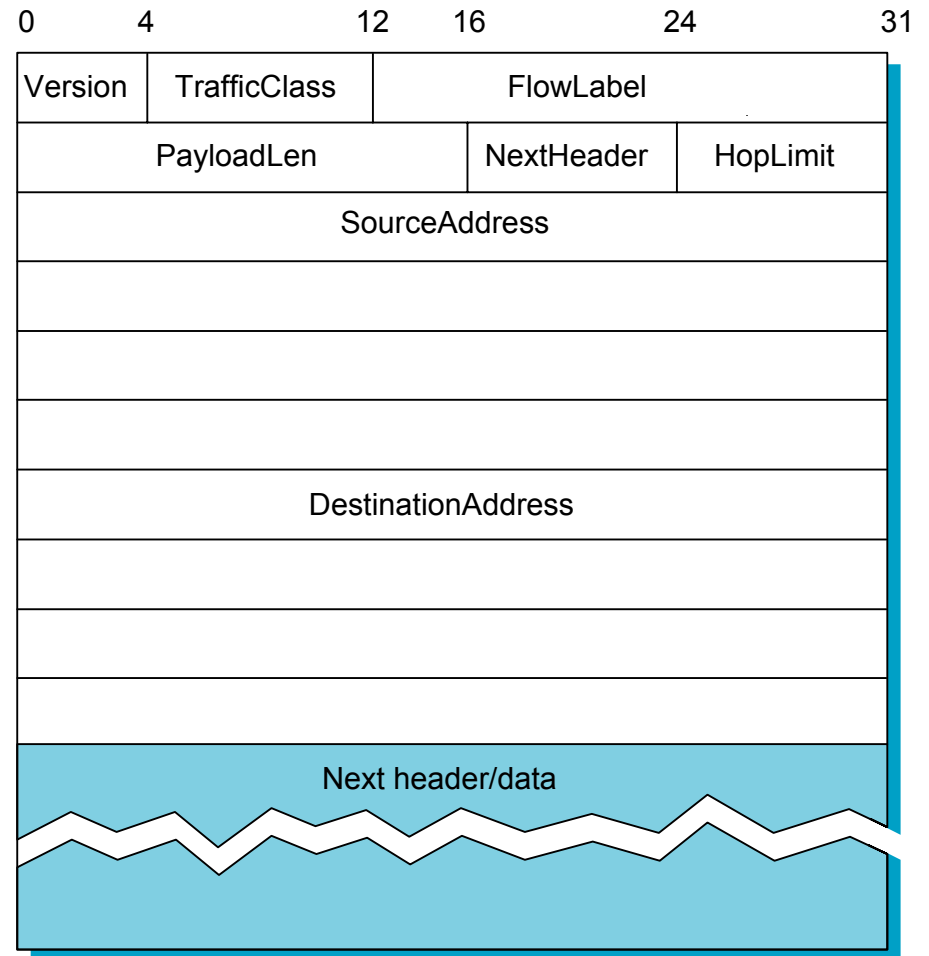 0 4 12 16 24 31
Version TrafficClass FlowLabel
PayloadLen NextHeader HopLimit
SourceAddress
DestinationAddress
Next header/data